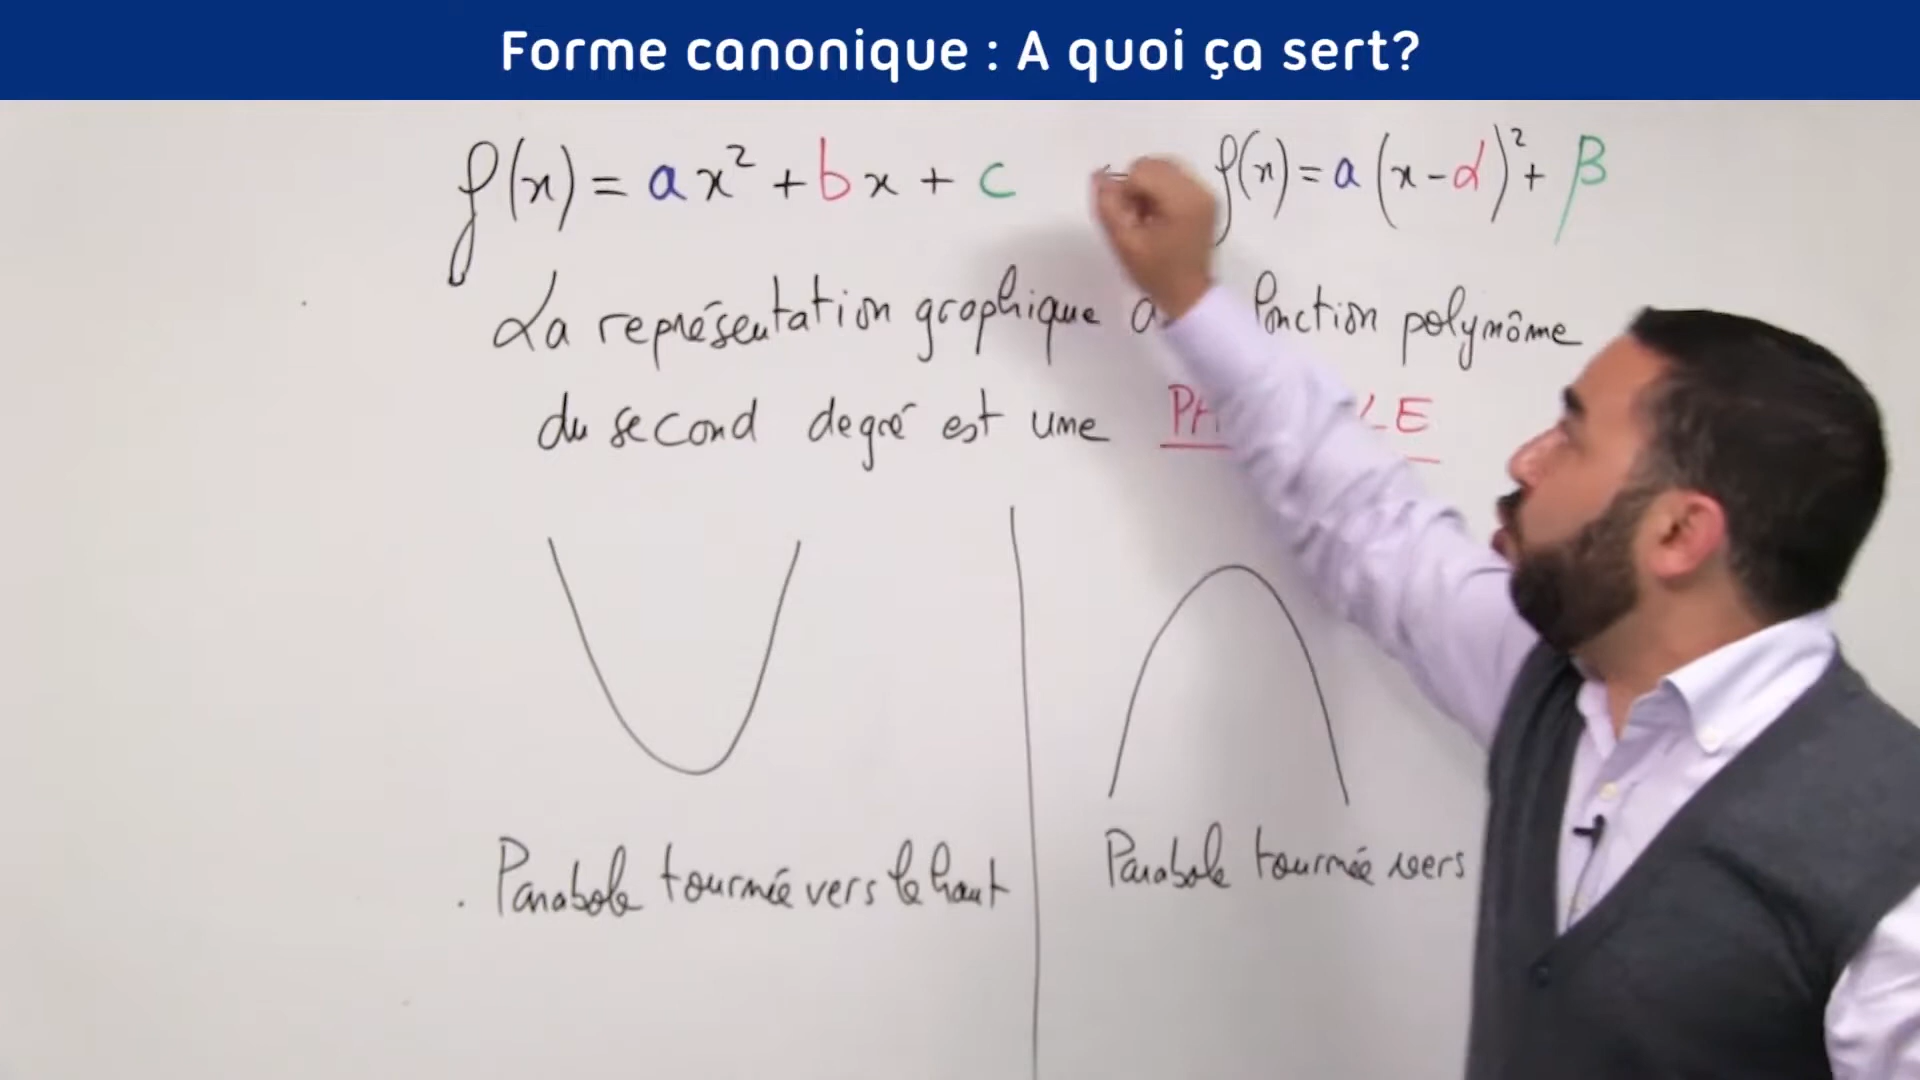 Forme canonique : A quoi ça sert?
f(x) = ax² + bx + c
f(x) = a(x-α)² + β
La représentation graphique fonction polynôme
du second degré est une
Parabole tournée vers le haut
Parabole tournée vers